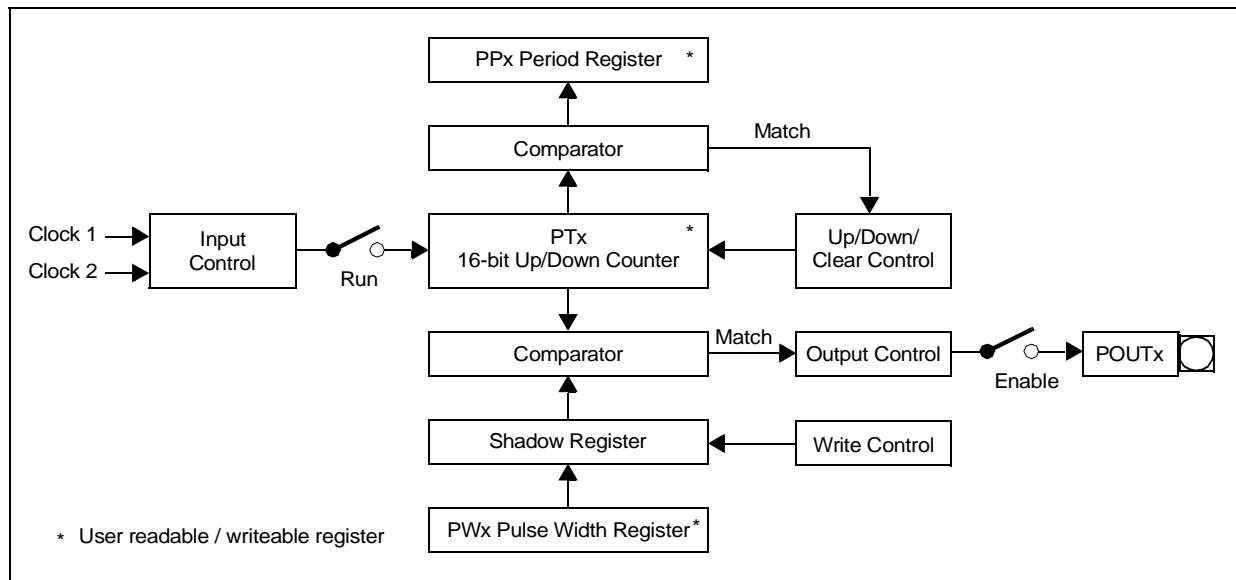 PPx Period Register *
Comparator
Match
Clock 1
Clock 2
Input
Control
Run
PTx *
16-bit Up/Down Counter
Up/Down/
Clear Control
Comparator
Match
Output Control
Enable
POUTx
Shadow Register
Write Control
PWx Pulse Width Register *
* User readable / writeable register